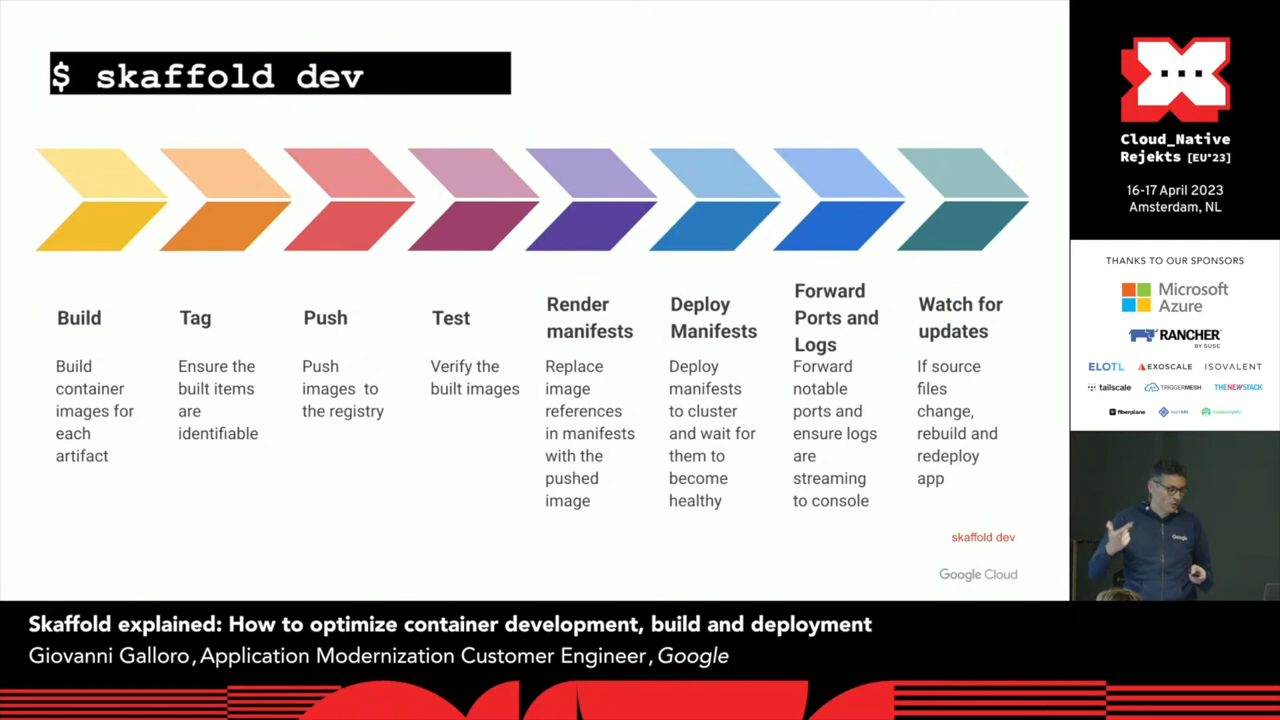 $ skaffold dev
Build
Build
container
images for
each
artifact
Tag
Ensure the
built items
are
identifiable
Push
Push
images to
the registry
Test
Verify the
built images
Render
manifests
Replace
image
references
in manifests
with the
pushed
image
Deploy
Manifests
Deploy
manifests
to cluster
and wait for
them to
become
healthy
Forward
Ports and
Logs
Forward
notable
ports and
ensure logs
are
streaming
to console
Watch for
updates
If source
files
change,
rebuild and
redeploy
app
skaffold dev
Google Cloud
Cloud_Native
Rejekts [EU"23]
16-17 April 2023
Amsterdam, NL
THANKS TO OUR SPONSORS
Microsoft
Azure
RANCHER
BY SUSE
ELOTL
EXOSCALE
ISOVALENT
tailscale
TRIGGERMESH
THENEWSTACK
fiberplane
Google
Skaffold explained: How to optimize container development, build and deployment
Giovanni Galloro, Application Modernization Customer Engineer, Google